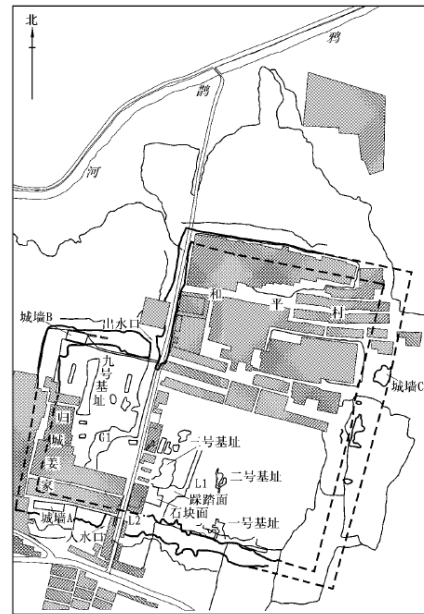 北
鸦
鹊
河
和平村
城墙B
出水口
九号基址
城墙C
归城姜家
G1
三号基址
L1
二号基址
踩踏面
石块面
一号基址
城墙A
L2
入水口